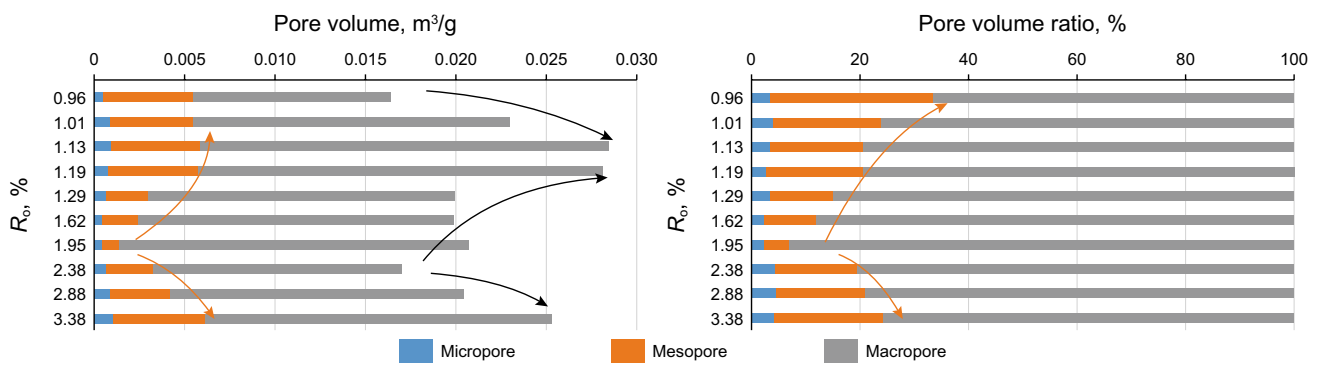 Pore volume, m³/g
0 0.005 0.010 0.015 0.020 0.025 0.030
R₀, %
0.96
1.01
1.13
1.19
1.29
1.62
1.95
2.38
2.88
3.38
Pore volume ratio, %
0 20 40 60 80 100
R₀, %
0.96
1.01
1.13
1.19
1.29
1.62
1.95
2.38
2.88
3.38
Micropore Mesopore Macropore